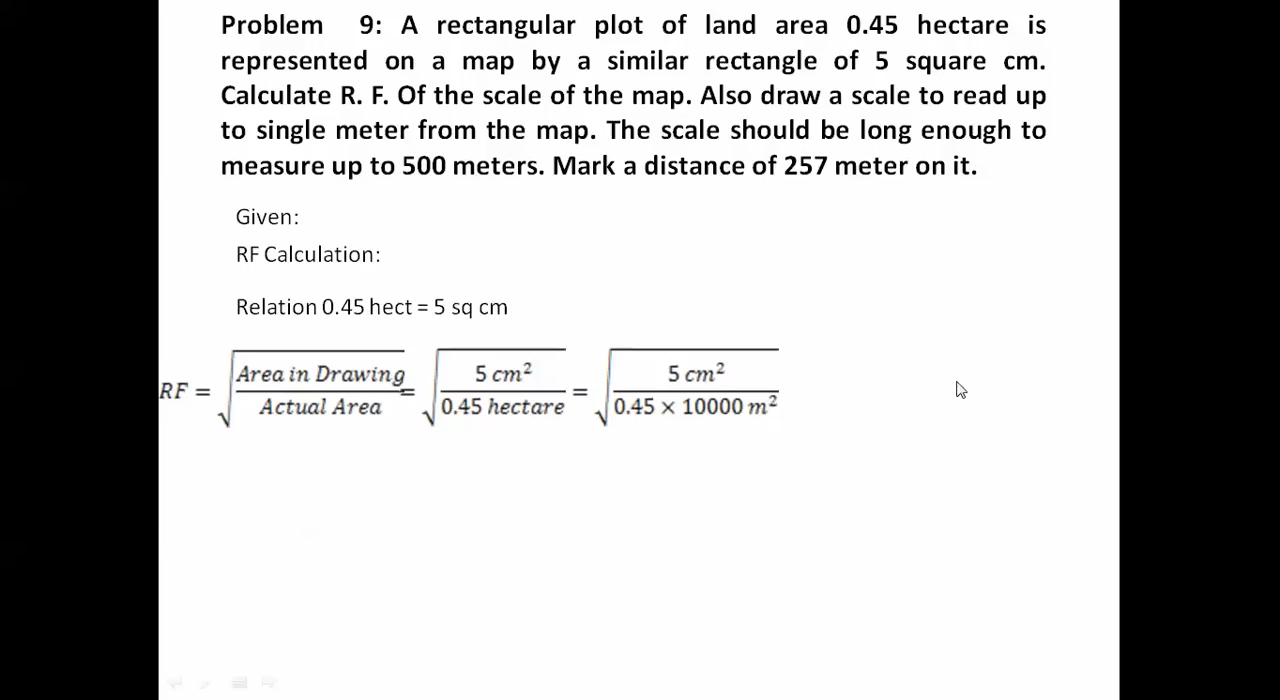 Problem 9: A rectangular plot of land area 0.45 hectare is
represented on a map by a similar rectangle of 5 square cm.
Calculate R. F. Of the scale of the map. Also draw a scale to read up
to single meter from the map. The scale should be long enough to
measure up to 500 meters. Mark a distance of 257 meter on it.
Given:
RF Calculation:
Relation 0.45 hect = 5 sq cm
RF = √(Area in Drawing / Actual Area) = √(5 cm² / 0.45 hectare) = √(5 cm² / 0.45 × 10000 m²)